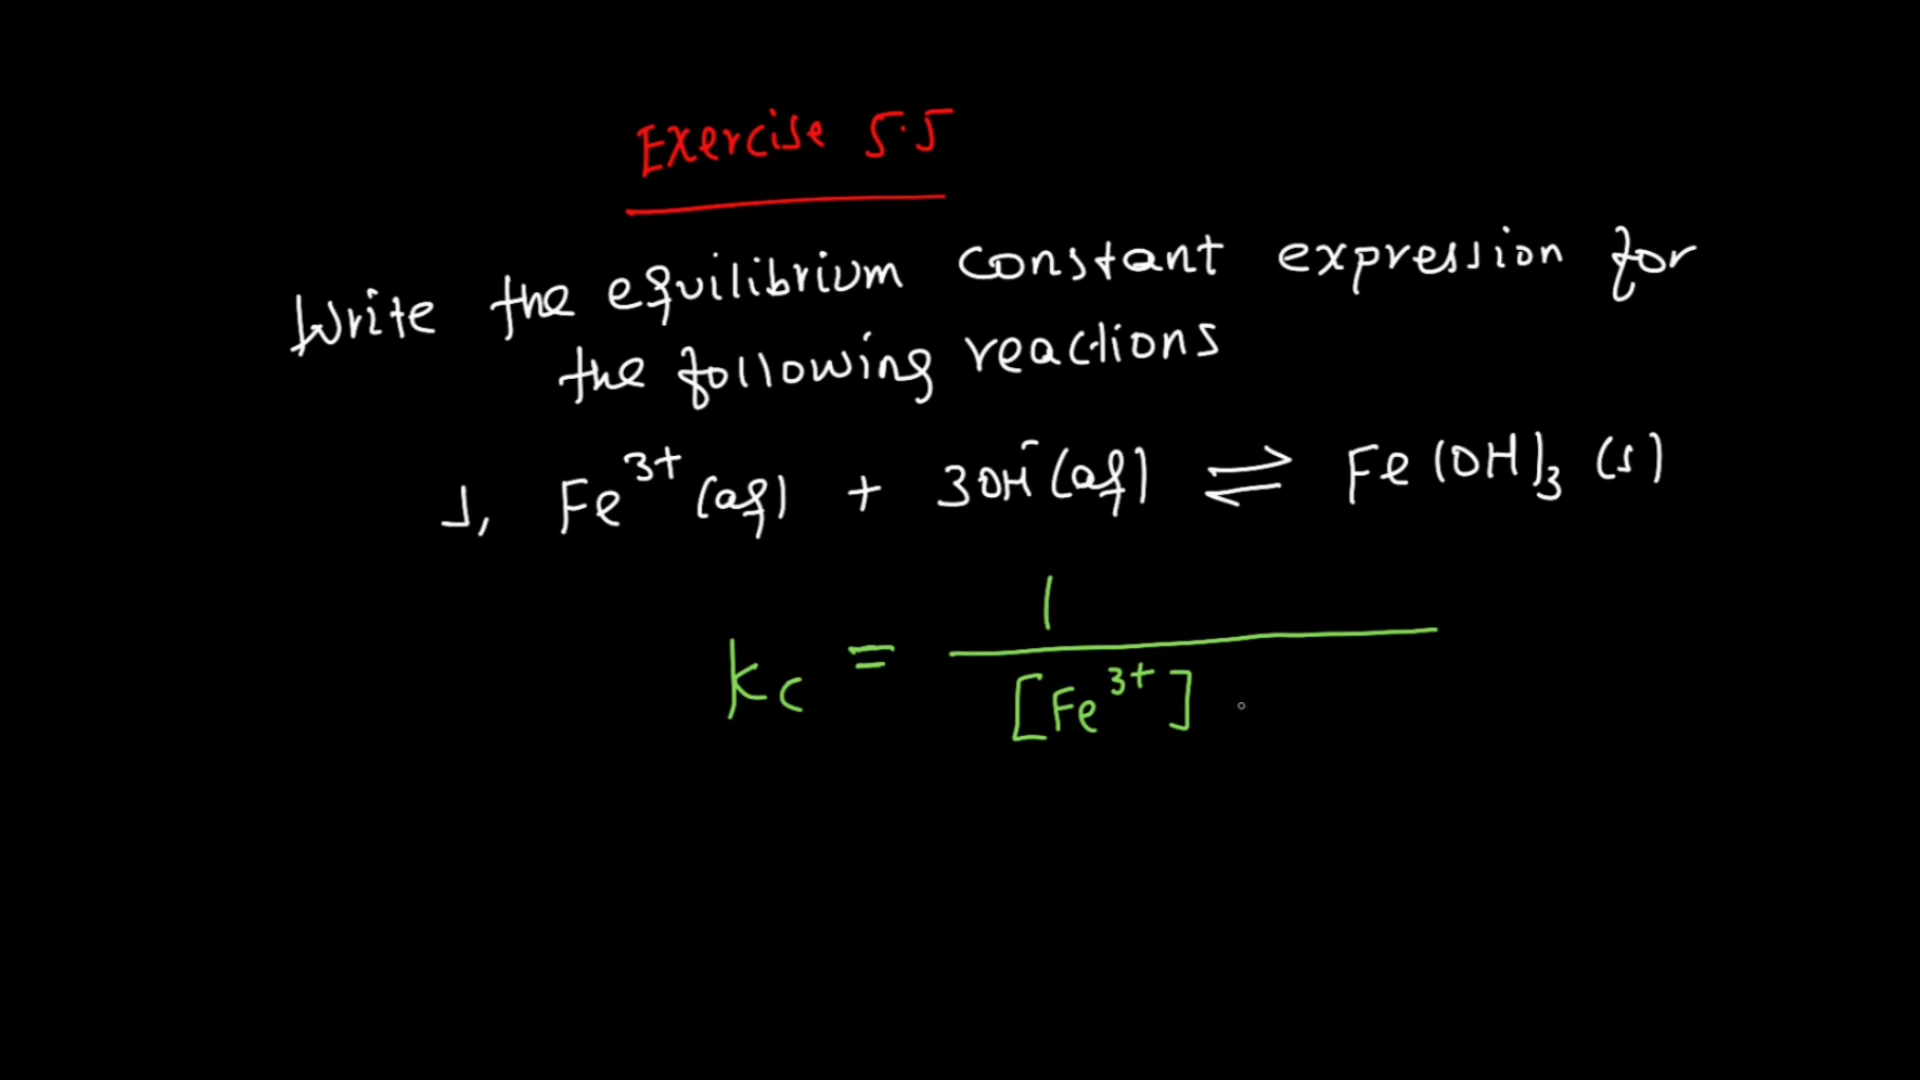 Exercise 5.5
Write the equilibrium constant expression for
the following reactions
1, Fe³⁺ (aq) + 3OH⁻ (aq) ⇌ Fe(OH)₃ (s)
kc = 1 / [Fe³⁺]